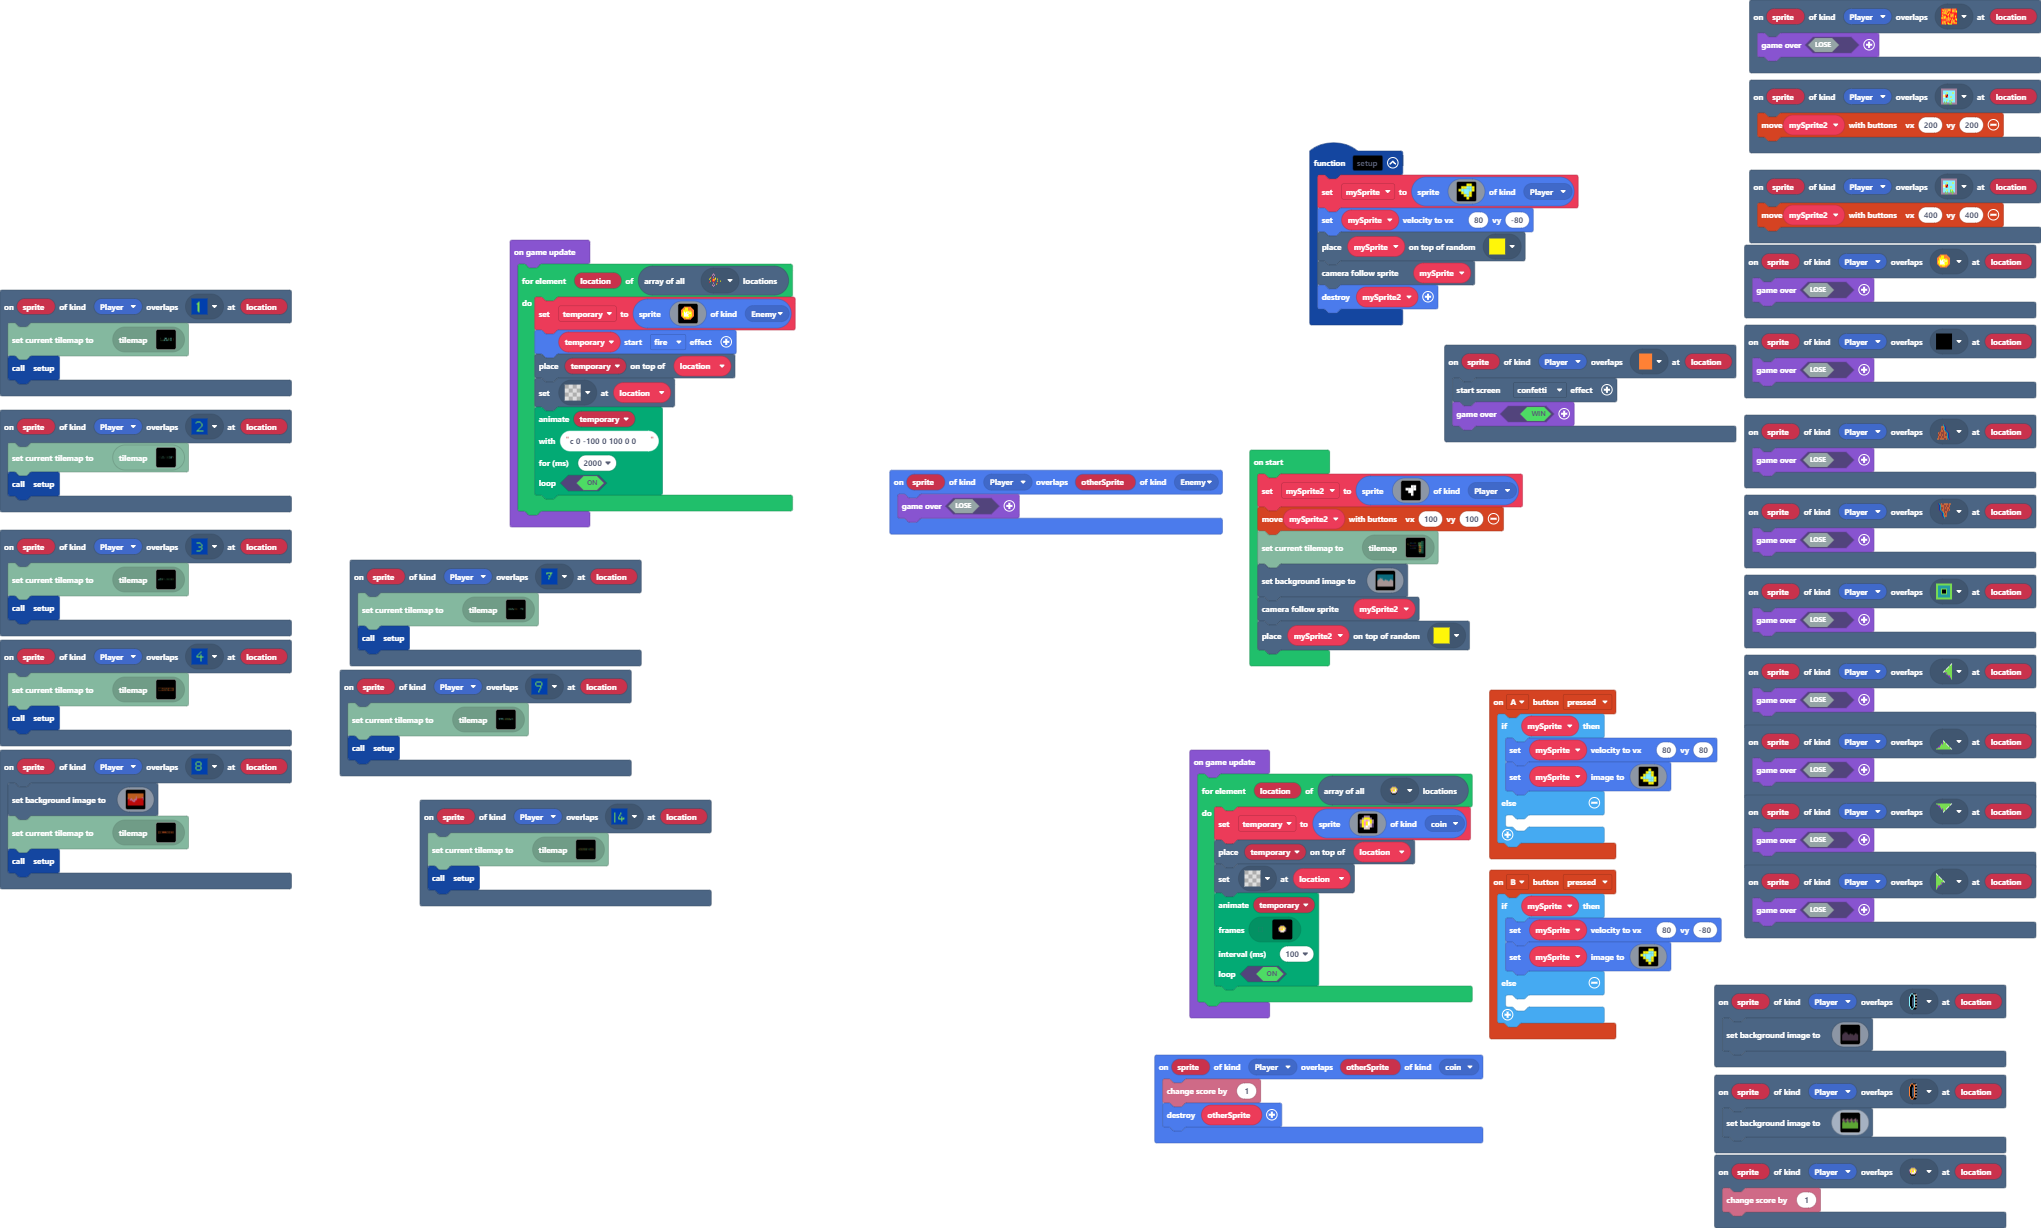 on sprite of kind Player overlaps 1 at location
set current tilemap to tilemap
call setup
on sprite of kind Player overlaps 2 at location
set current tilemap to tilemap
call setup
on sprite of kind Player overlaps 3 at location
set current tilemap to tilemap
call setup
on sprite of kind Player overlaps 4 at location
set current tilemap to tilemap
call setup
on sprite of kind Player overlaps 8 at location
set background image to
set current tilemap to tilemap
call setup
on sprite of kind Player overlaps 7 at location
set current tilemap to tilemap
call setup
on sprite of kind Player overlaps 9 at location
set current tilemap to tilemap
call setup
on sprite of kind Player overlaps 14 at location
set current tilemap to tilemap
call setup
on game update
for element location of array of all locations
do
set temporary to sprite of kind Enemy
temporary start fire effect
place temporary on top of location
set at location
animate temporary
with "c 0 -100 0 100 0 0 "
for (ms) 2000
loop ON
on sprite of kind Player overlaps otherSprite of kind Enemy
game over LOSE
function setup
set mySprite to sprite of kind Player
set mySprite velocity to vx 80 vy -80
place mySprite on top of random
camera follow sprite mySprite
destroy mySprite2
on sprite of kind Player overlaps at location
start screen confetti effect
game over WIN
on start
set mySprite2 to sprite of kind Player
move mySprite2 with buttons vx 100 vy 100
set current tilemap to tilemap
set background image to
camera follow sprite mySprite2
place mySprite2 on top of random
on A button pressed
if mySprite then
set mySprite velocity to vx 80 vy 80
set mySprite image to
else
on B button pressed
if mySprite then
set mySprite velocity to vx 80 vy -80
set mySprite image to
else
on game update
for element location of array of all locations
do
set temporary to sprite of kind coin
place temporary on top of location
set at location
animate temporary
frames
interval (ms) 100
loop ON
on sprite of kind Player overlaps otherSprite of kind coin
change score by 1
destroy otherSprite
on sprite of kind Player overlaps at location
game over LOSE
on sprite of kind Player overlaps at location
move mySprite2 with buttons vx 200 vy 200
on sprite of kind Player overlaps at location
move mySprite2 with buttons vx 400 vy 400
on sprite of kind Player overlaps at location
game over LOSE
on sprite of kind Player overlaps at location
game over LOSE
on sprite of kind Player overlaps at location
game over LOSE
on sprite of kind Player overlaps at location
game over LOSE
on sprite of kind Player overlaps at location
game over LOSE
on sprite of kind Player overlaps at location
game over LOSE
on sprite of kind Player overlaps at location
game over LOSE
on sprite of kind Player overlaps at location
game over LOSE
on sprite of kind Player overlaps at location
game over LOSE
on sprite of kind Player overlaps at location
set background image to
on sprite of kind Player overlaps at location
set background image to
on sprite of kind Player overlaps at location
change score by 1